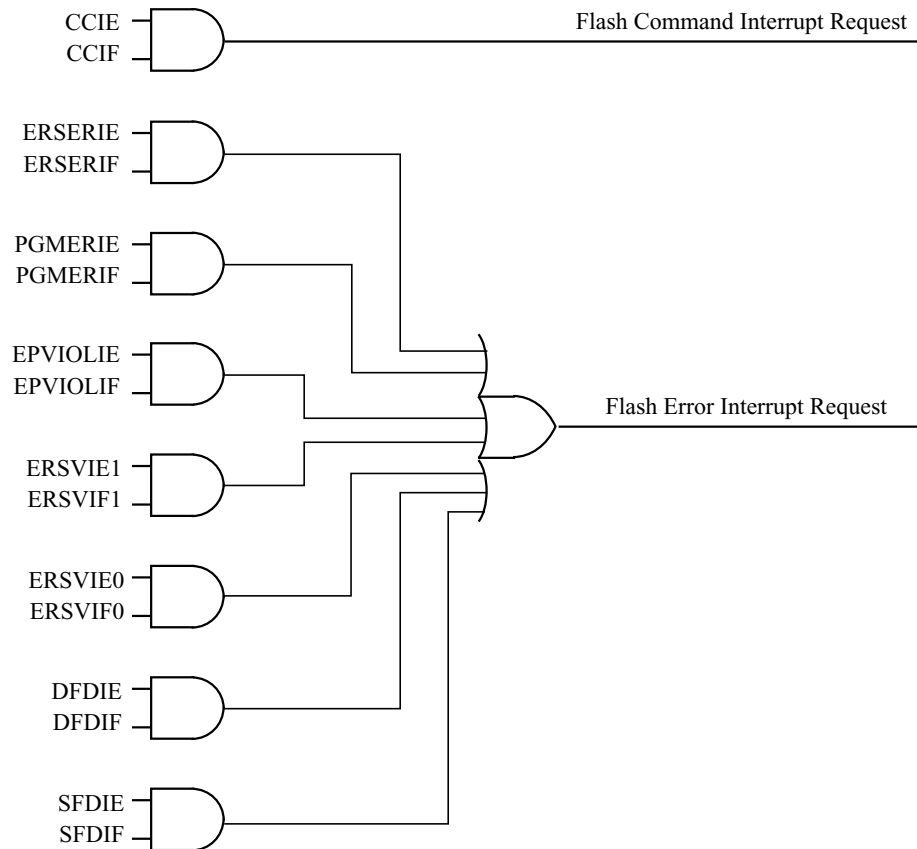 CCIE
CCIF
Flash Command Interrupt Request
ERSERIE
ERSERIF
PGMERIE
PGMERIF
EPVIOLIE
EPVIOLIF
Flash Error Interrupt Request
ERSVIE1
ERSVIF1
ERSVIE0
ERSVIF0
DFDIE
DFDIF
SFDIE
SFDIF